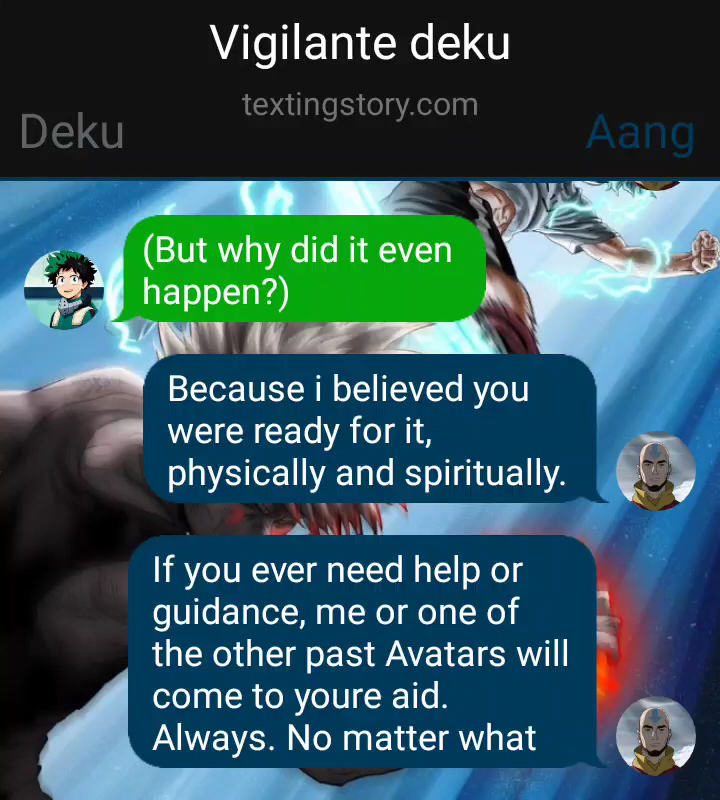 Vigilante deku
textingstory.com
Deku
Aang
(But why did it even
happen?)
Because i believed you
were ready for it,
physically and spiritually.
If you ever need help or
guidance, me or one of
the other past Avatars will
come to youre aid.
Always. No matter what